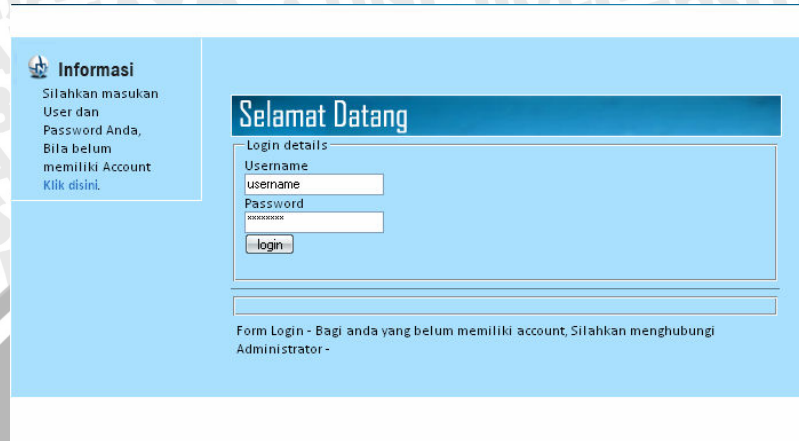 Informasi
Silahkan masukan
User dan
Password Anda,
Bila belum
memiliki Account
Klik disini.
Selamat Datang
Login details
Username
username
Password
********
login
Form Login - Bagi anda yang belum memiliki account, Silahkan menghubungi
Administrator -